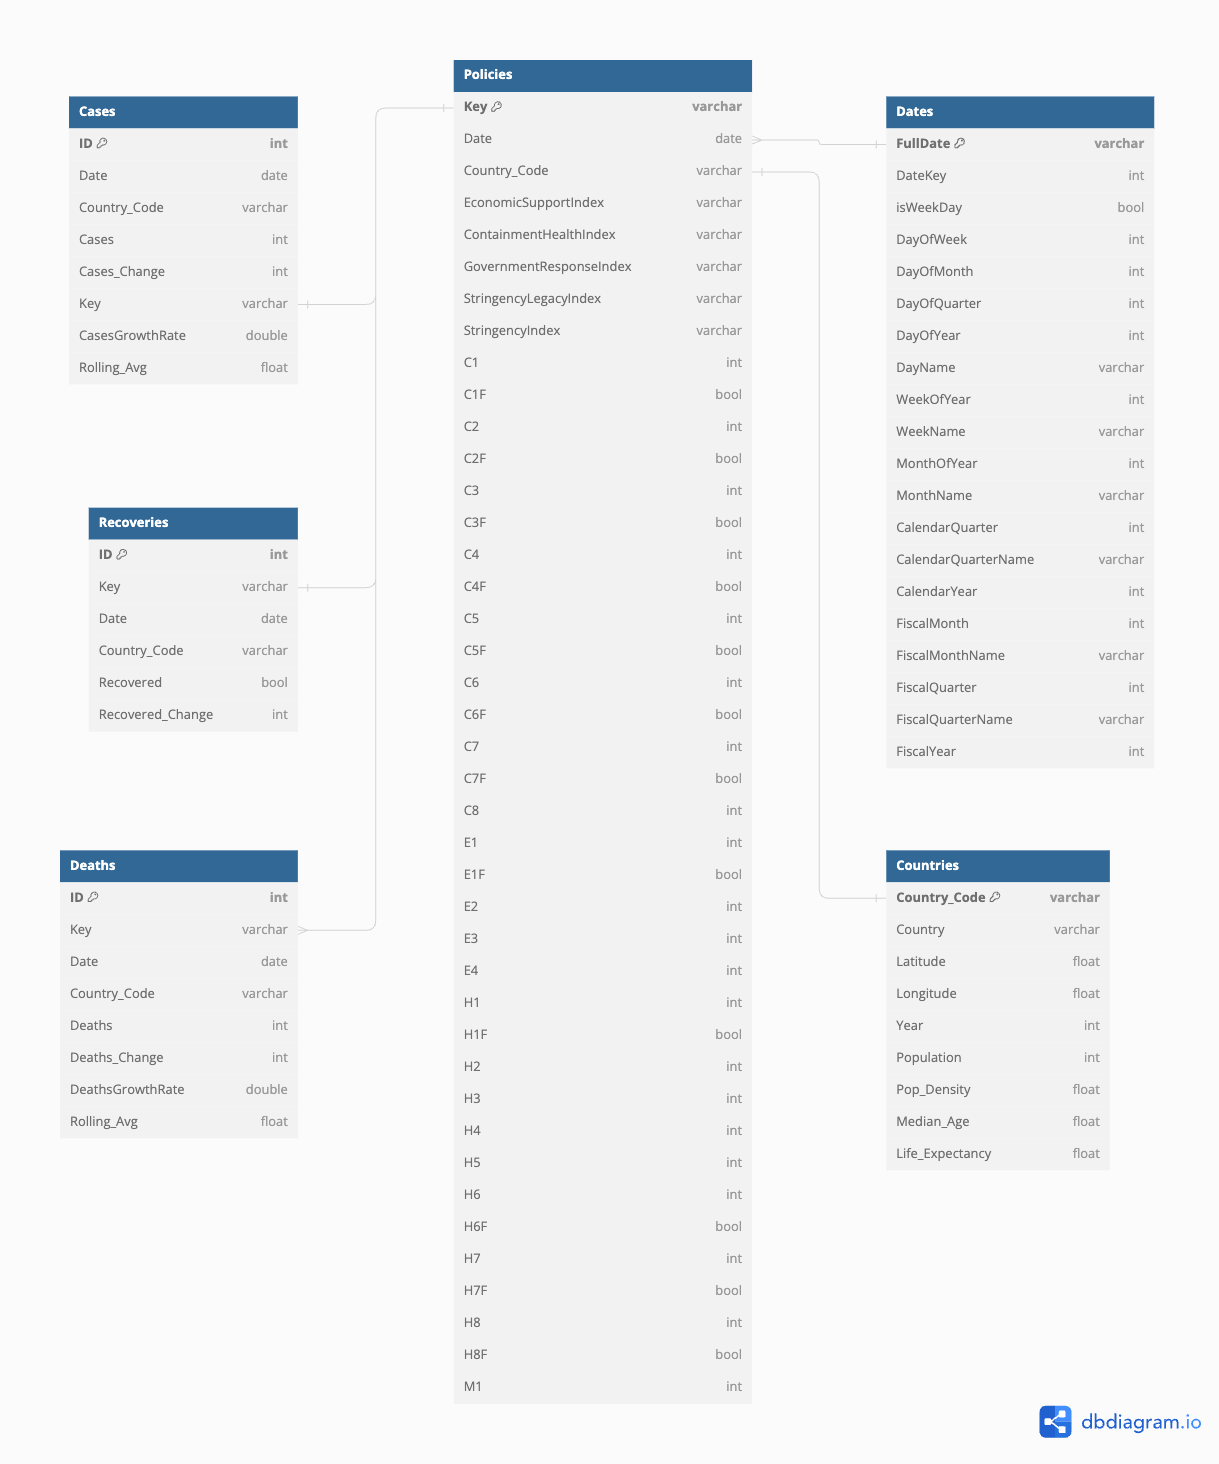 Cases
ID int
Date date
Country_Code varchar
Cases int
Cases_Change int
Key varchar
CasesGrowthRate double
Rolling_Avg float
Recoveries
ID int
Key varchar
Date date
Country_Code varchar
Recovered bool
Recovered_Change int
Deaths
ID int
Key varchar
Date date
Country_Code varchar
Deaths int
Deaths_Change int
DeathsGrowthRate double
Rolling_Avg float
Policies
Key varchar
Date date
Country_Code varchar
EconomicSupportIndex varchar
ContainmentHealthIndex varchar
GovernmentResponseIndex varchar
StringencyLegacyIndex varchar
StringencyIndex varchar
C1 int
C1F bool
C2 int
C2F bool
C3 int
C3F bool
C4 int
C4F bool
C5 int
C5F bool
C6 int
C6F bool
C7 int
C7F bool
C8 int
E1 int
E1F bool
E2 int
E3 int
E4 int
H1 int
H1F bool
H2 int
H3 int
H4 int
H5 int
H6 int
H6F bool
H7 int
H7F bool
H8 int
H8F bool
M1 int
Dates
FullDate varchar
DateKey int
isWeekDay bool
DayOfWeek int
DayOfMonth int
DayOfQuarter int
DayOfYear int
DayName varchar
WeekOfYear int
WeekName varchar
MonthOfYear int
MonthName varchar
CalendarQuarter int
CalendarQuarterName varchar
CalendarYear int
FiscalMonth int
FiscalMonthName varchar
FiscalQuarter int
FiscalQuarterName varchar
FiscalYear int
Countries
Country_Code varchar
Country varchar
Latitude float
Longitude float
Year int
Population int
Pop_Density float
Median_Age float
Life_Expectancy float
dbdiagram.io